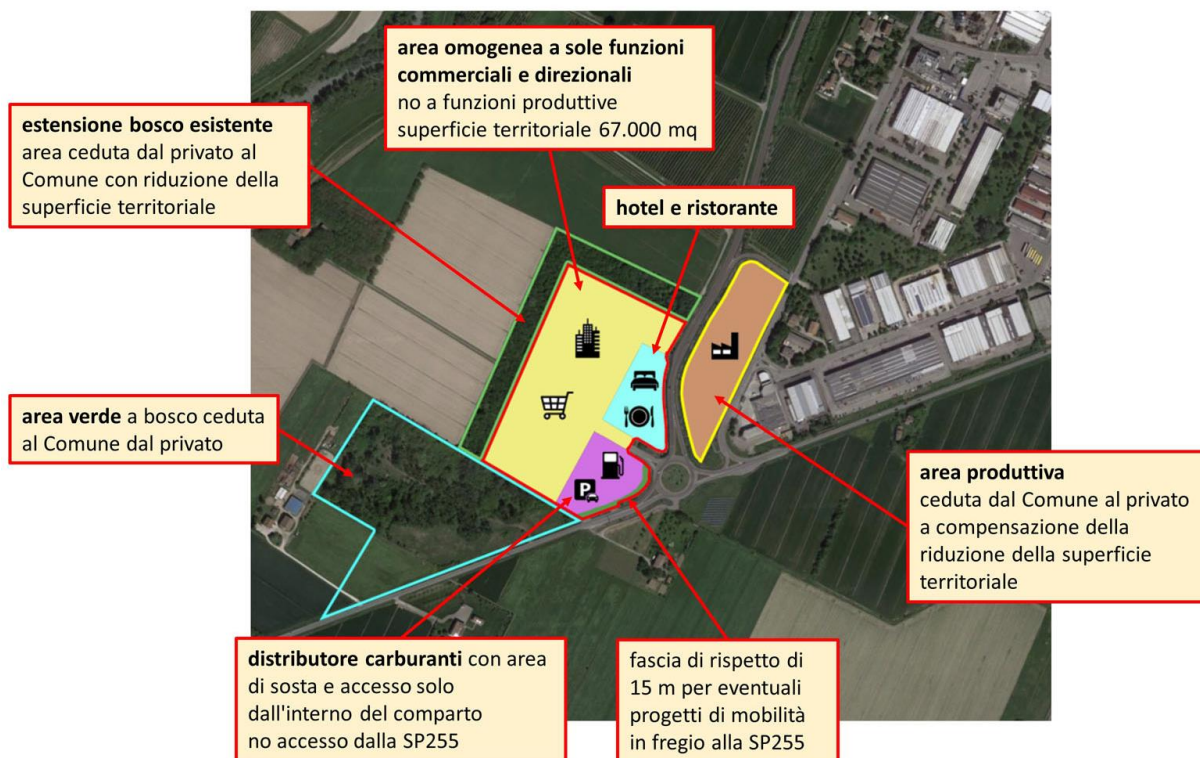 area omogenea a sole funzioni
commerciali e direzionali
no a funzioni produttive
superficie territoriale 67.000 mq
estensione bosco esistente
area ceduta dal privato al
Comune con riduzione della
superficie territoriale
hotel e ristorante
area verde a bosco ceduta
al Comune dal privato
P
area produttiva
ceduta dal Comune al privato
a compensazione della
riduzione della superficie
territoriale
distributore carburanti con area
di sosta e accesso solo
dall'interno del comparto
no accesso dalla SP255
fascia di rispetto di
15 m per eventuali
progetti di mobilità
in fregio alla SP255